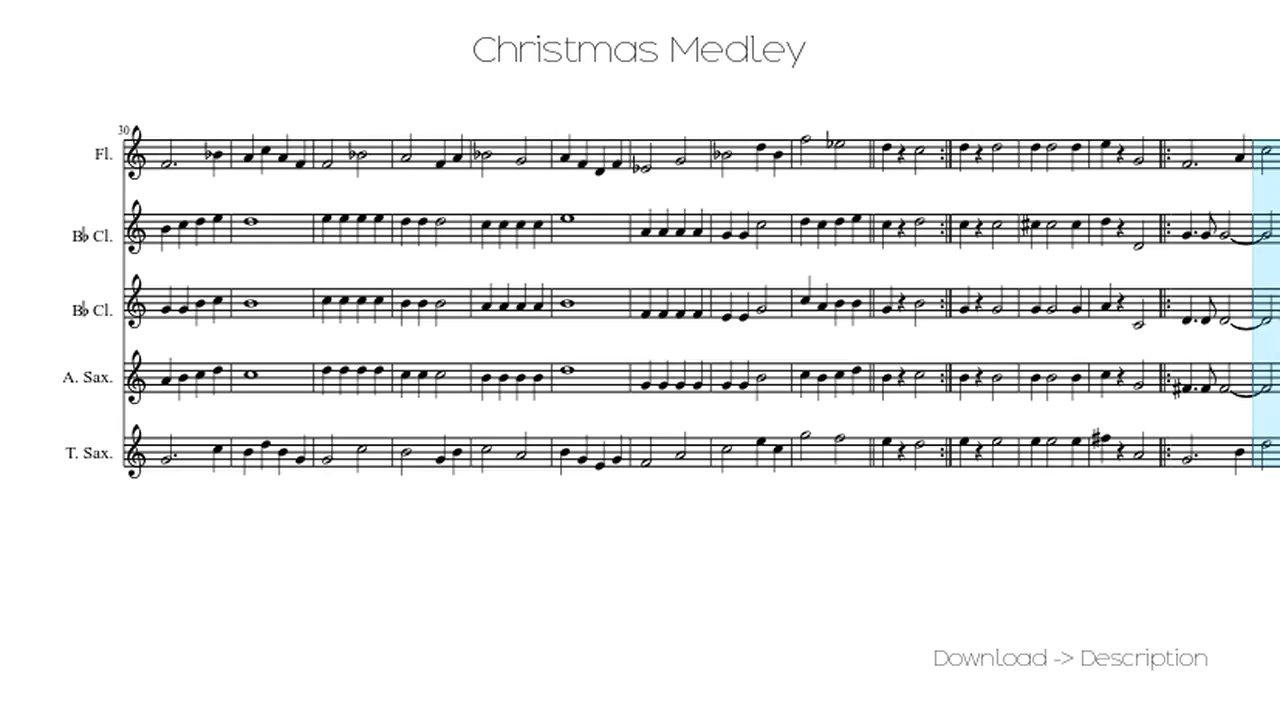 Christmas Medley
30
Fl.
B♭ Cl.
B♭ Cl.
A. Sax.
T. Sax.
Download -> Description